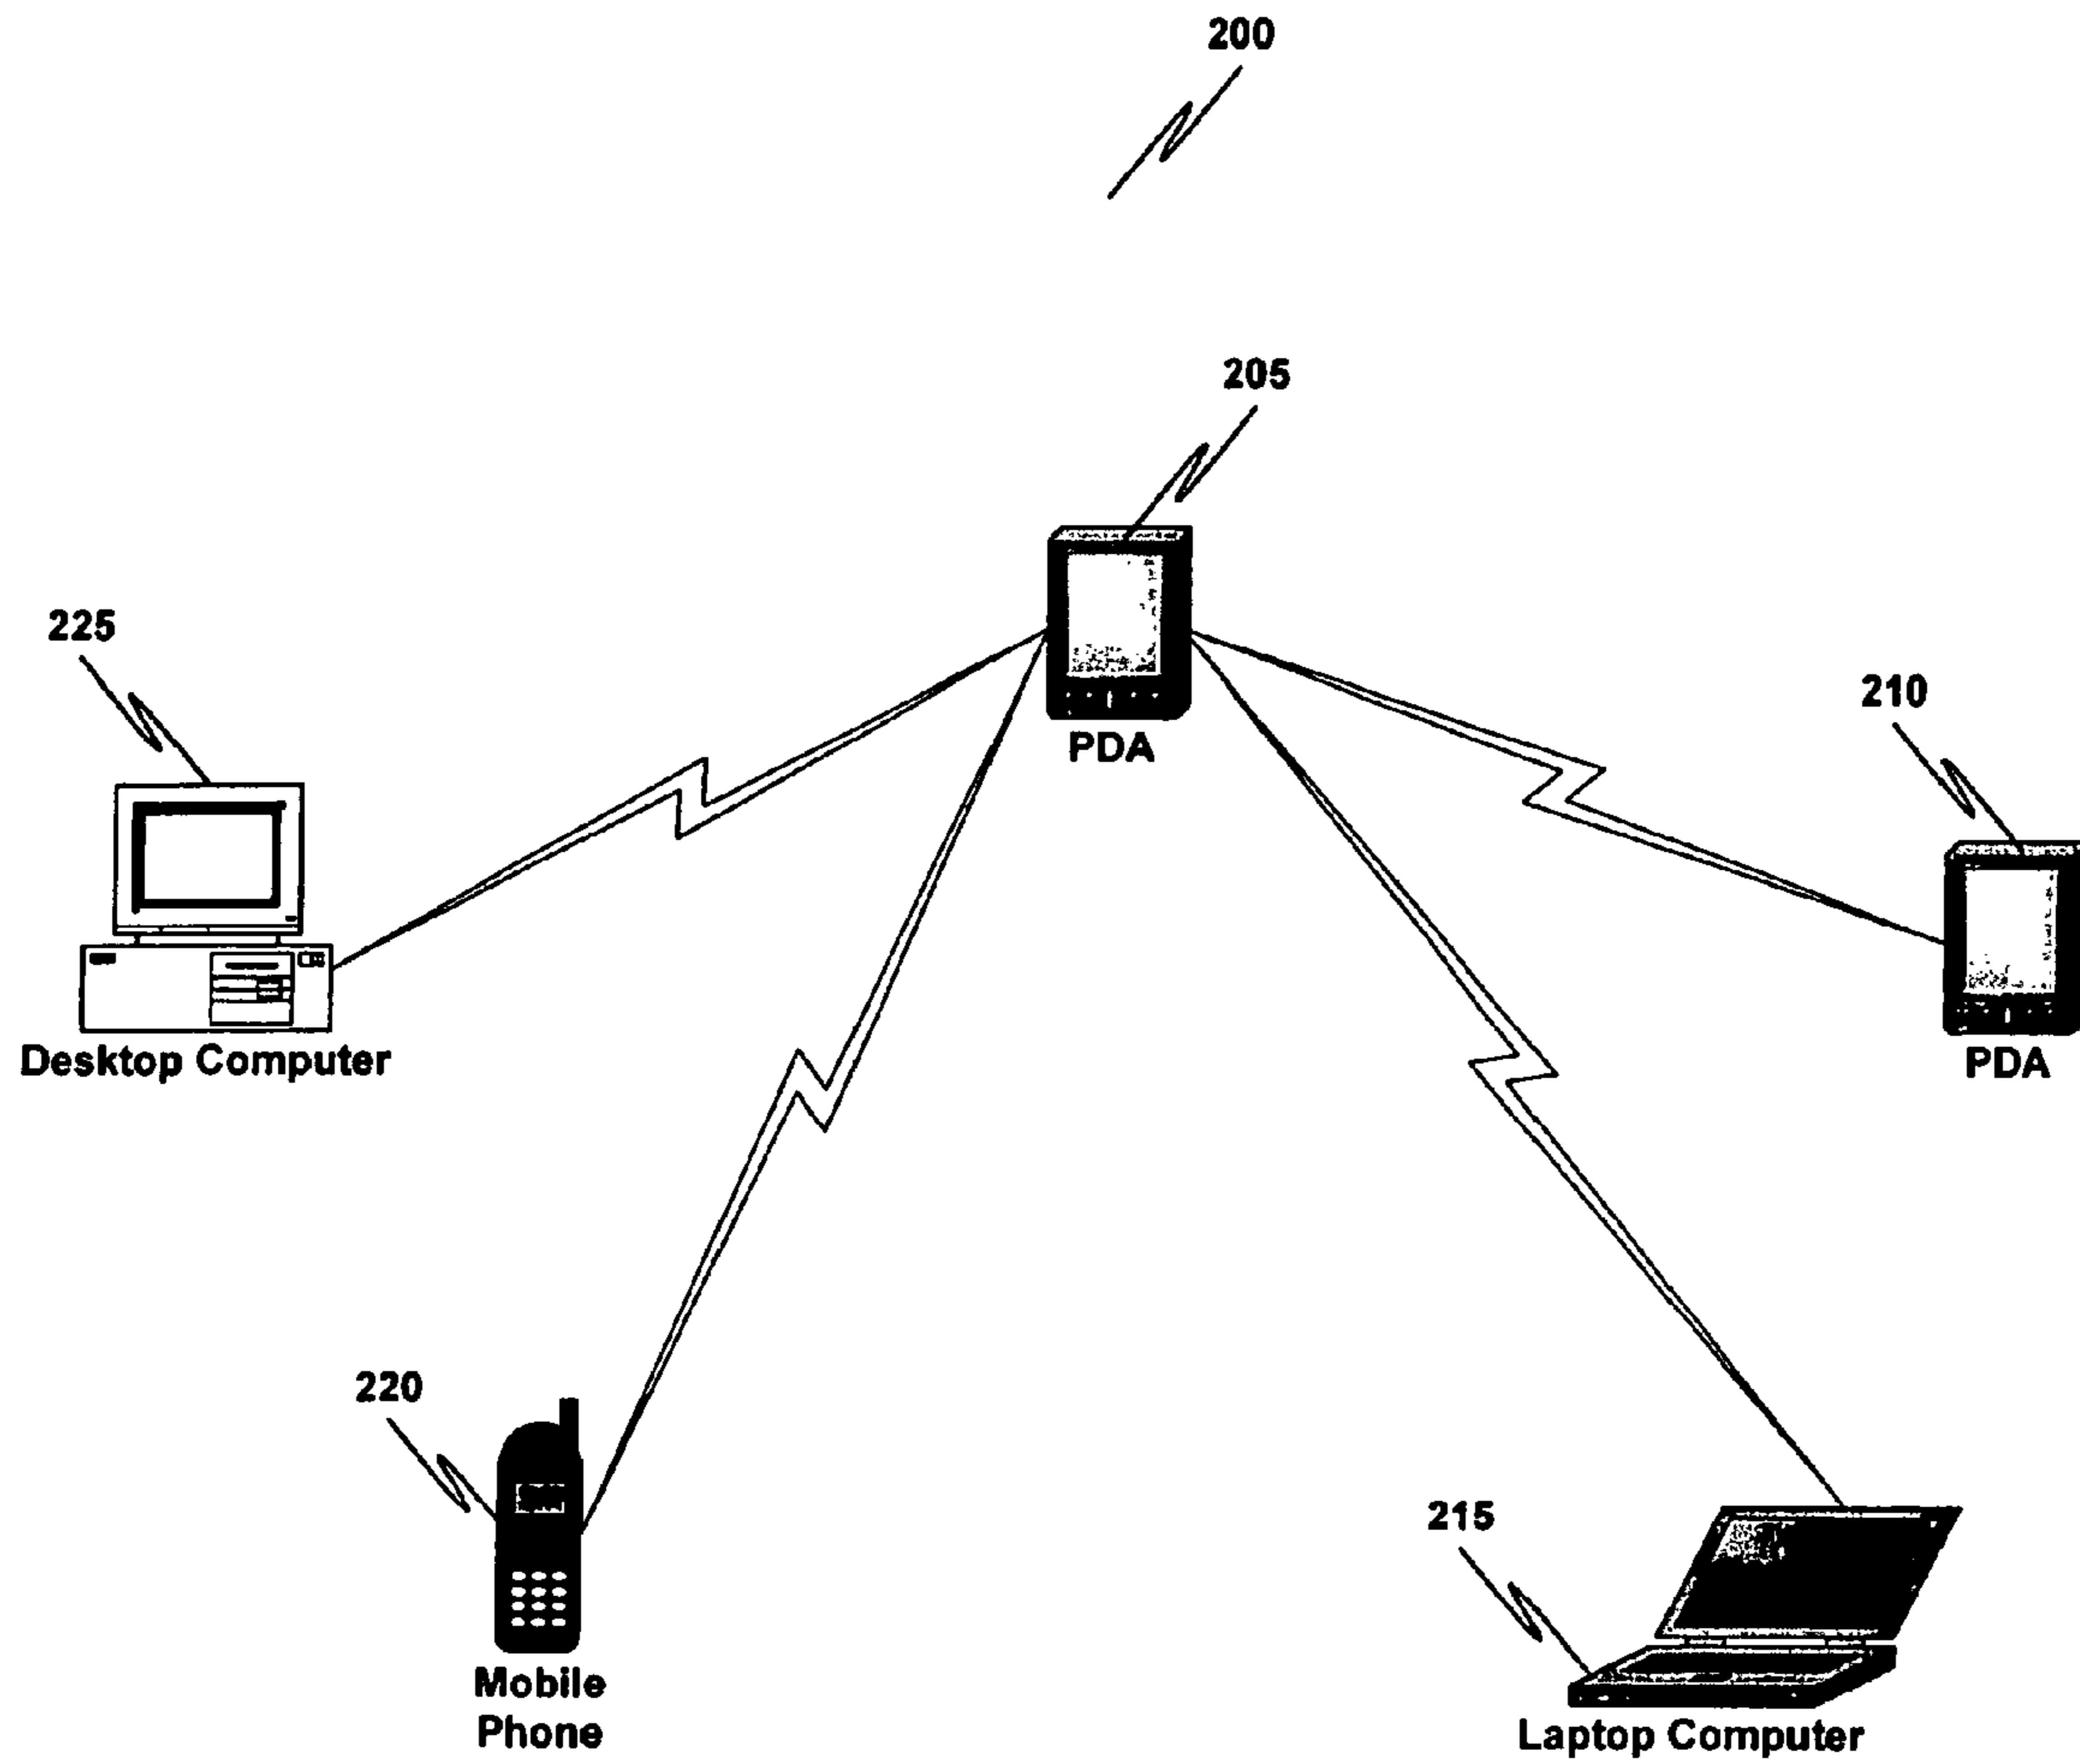 200
205
225
210
PDA
Desktop Computer
PDA
220
215
Mobile
Phone
Laptop Computer